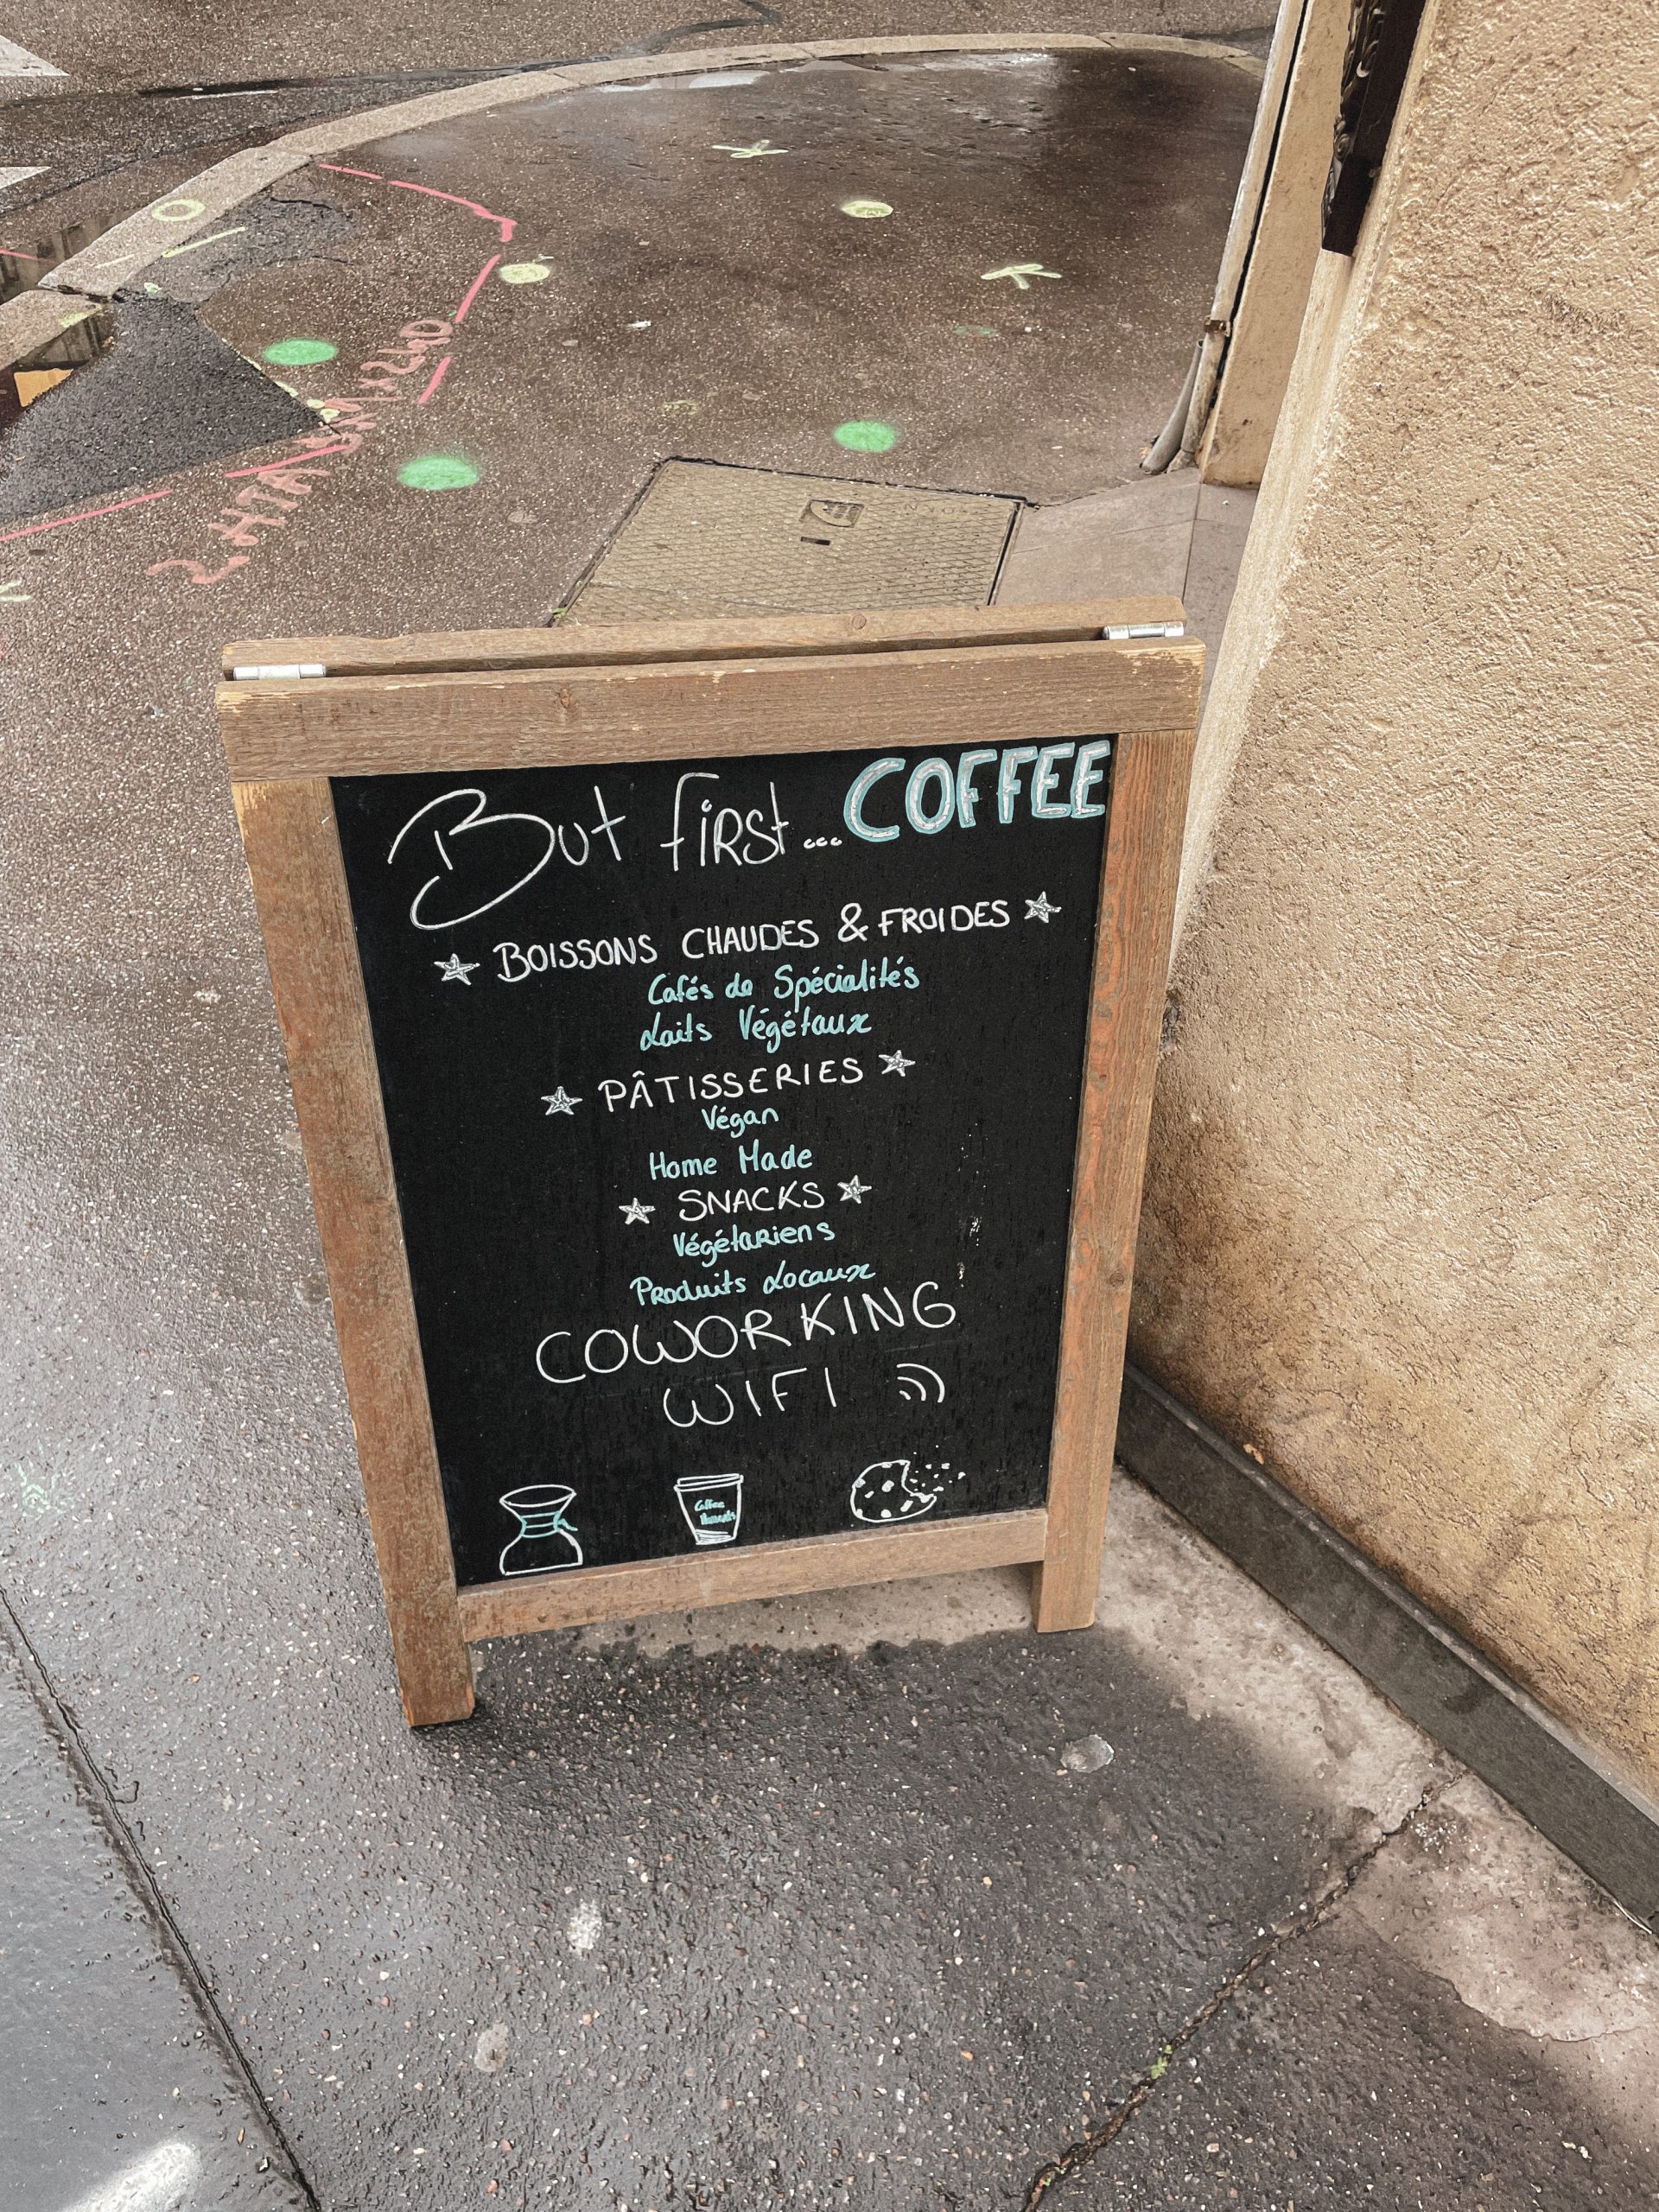 But first... COFFEE
BOISSONS CHAUDES & FROIDES
Cafés de Spécialités
Laits Végétaux
PÂTISSERIES
Végan
Home Made
SNACKS
Végétariens
Produits Locaux
COWORKING
WIFI
Coffee